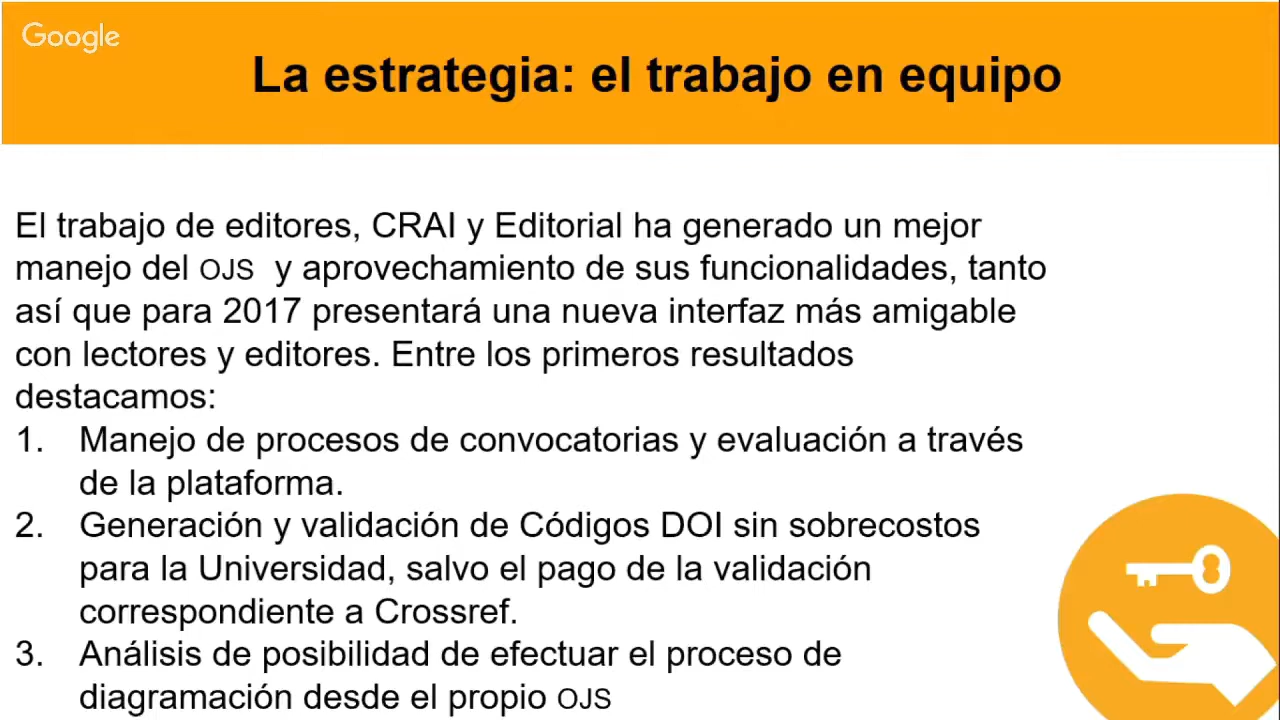 Google
La estrategia: el trabajo en equipo
El trabajo de editores, CRAI y Editorial ha generado un mejor
manejo del OJS y aprovechamiento de sus funcionalidades, tanto
así que para 2017 presentará una nueva interfaz más amigable
con lectores y editores. Entre los primeros resultados
destacamos:
1. Manejo de procesos de convocatorias y evaluación a través
de la plataforma.
2. Generación y validación de Códigos DOI sin sobrecostos
para la Universidad, salvo el pago de la validación
correspondiente a Crossref.
3. Análisis de posibilidad de efectuar el proceso de
diagramación desde el propio OJS